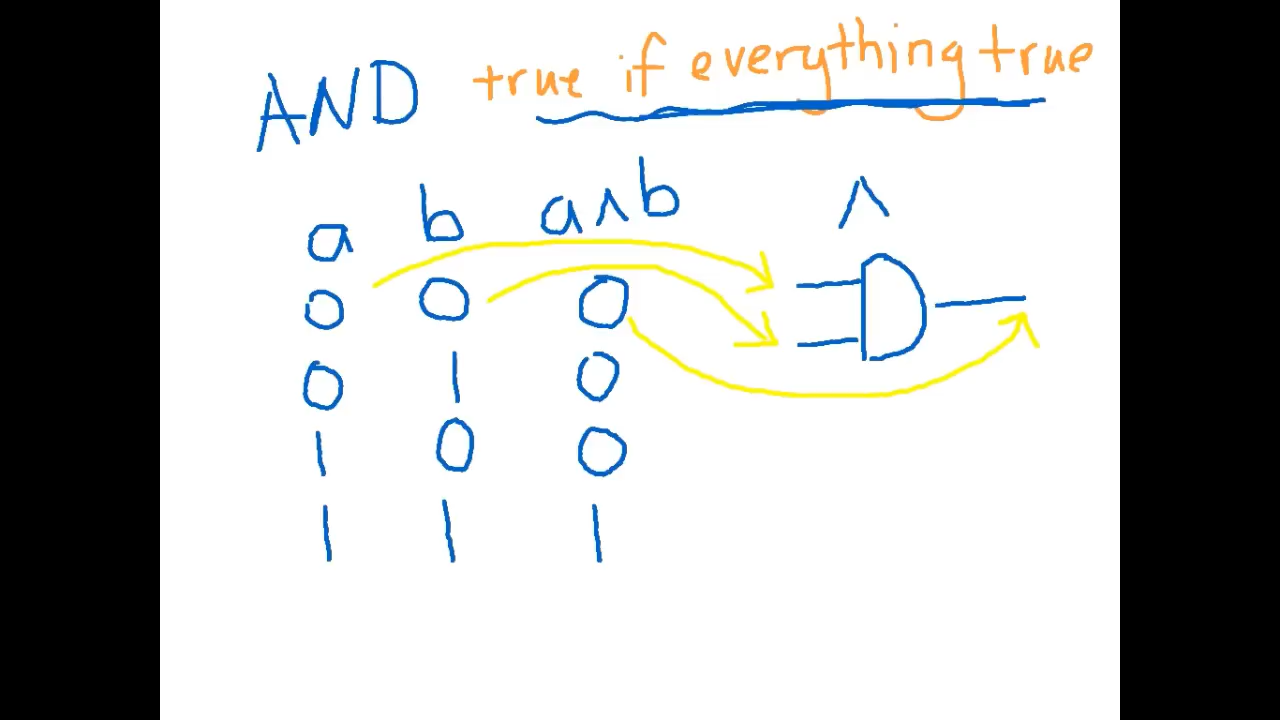 AND true if everything true
a b a∧b ∧
0 0 0
0 1 0
1 0 0
1 1 1